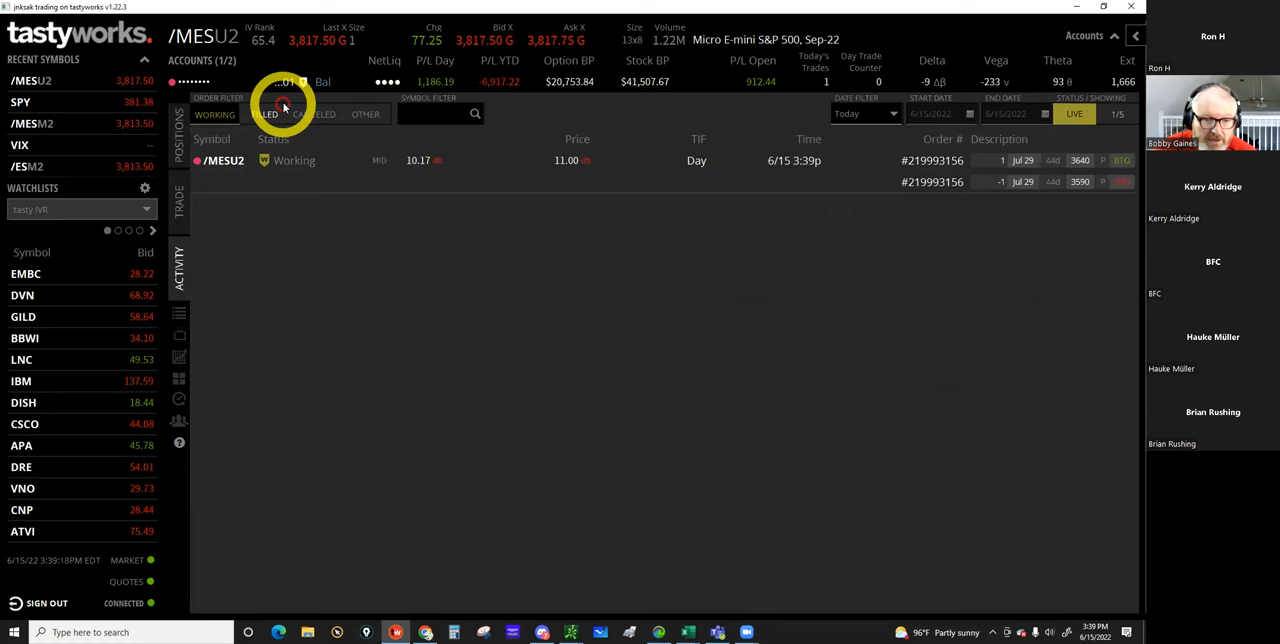 jnksak trading on tastyworks v1.22.3
tastyworks.
/MESU2
IV Rank
65.4
Last X Size
3,817.50 G 1
Chg
77.25
Bid X
3,817.50 G
Ask X
3,817.75 G
Size
13x8
Volume
1.22M
Micro E-mini S&P 500, Sep-22
Accounts
RECENT SYMBOLS
/MESU2 3,817.50
SPY 381.38
/MESM2 3,813.50
VIX --
/ESM2 3,813.50
WATCHLISTS
tasty IVR
Symbol Bid
EMBC 28.22
DVN 68.92
GILD 58.64
BBWI 34.10
LNC 49.53
IBM 137.59
DISH 18.44
CSCO 44.08
APA 45.78
DRE 54.01
VNO 29.73
CNP 28.44
ATVI 75.49
6/15/22 3:39:18PM EDT MARKET
QUOTES
SIGN OUT CONNECTED
ACCOUNTS (1/2) NetLiq P/L Day P/L YTD Option BP Stock BP P/L Open Today's Trades Day Trade Counter Delta Vega Theta Ext
•••••••• ...01 Bal •••• 1,186.19 -6,917.22 $20,753.84 $41,507.67 912.44 1 0 -9 Δβ -233 v 93 θ 1,666
ORDER FILTER SYMBOL FILTER DATE FILTER START DATE END DATE STATUS / SHOWING
WORKING FILLED CANCELED OTHER Today 6/15/2022 6/15/2022 LIVE 1/5
POSITIONS
TRADE
ACTIVITY
Symbol Status Price TIF Time Order # Description
/MESU2 Working MID 10.17 db 11.00 db Day 6/15 3:39p #219993156 1 Jul 29 44d 3640 P BTO
#219993156 -1 Jul 29 44d 3590 P
Ron H
Ron H
Bobby Gaines
Kerry Aldridge
Kerry Aldridge
BFC
BFC
Hauke Müller
Hauke Müller
Brian Rushing
Brian Rushing
Type here to search
96°F Partly sunny
3:39 PM
6/15/2022